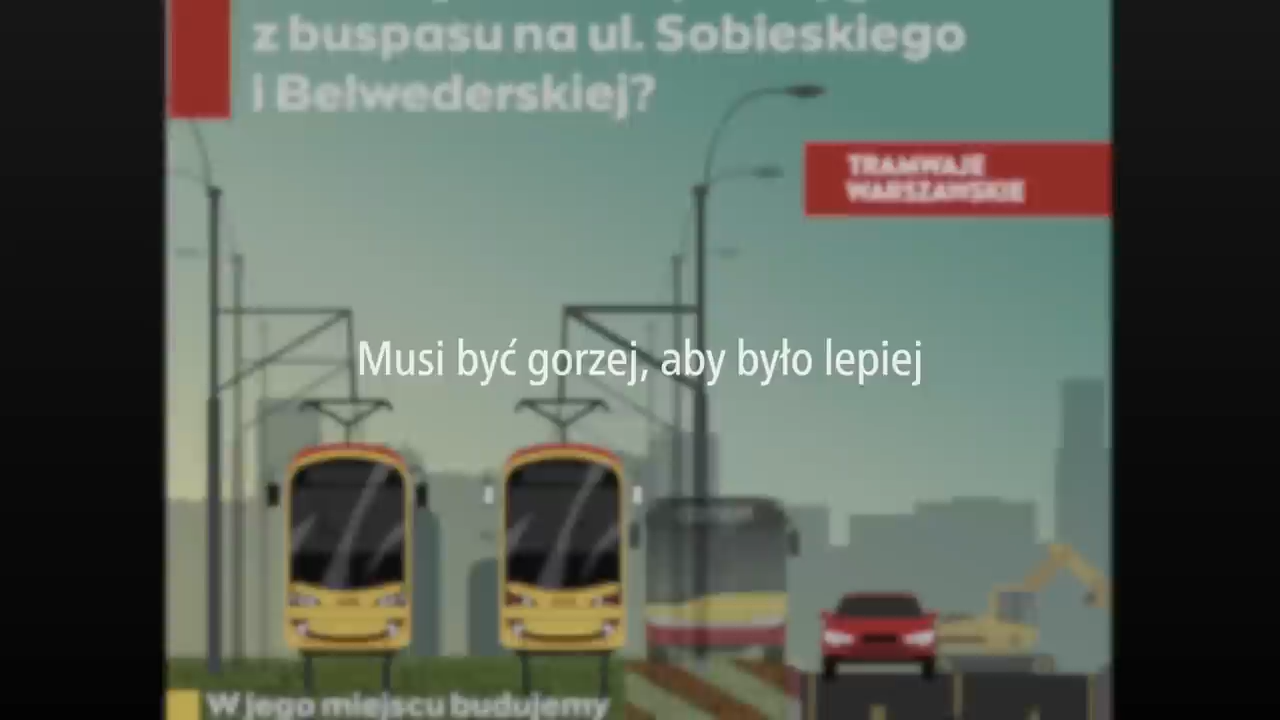 z buspasu na ul. Sobieskiego
i Belwederskiej?
TRAMWAJE
WARSZAWSKIE
Musi być gorzej, aby było lepiej
W jego miejscu budujemy